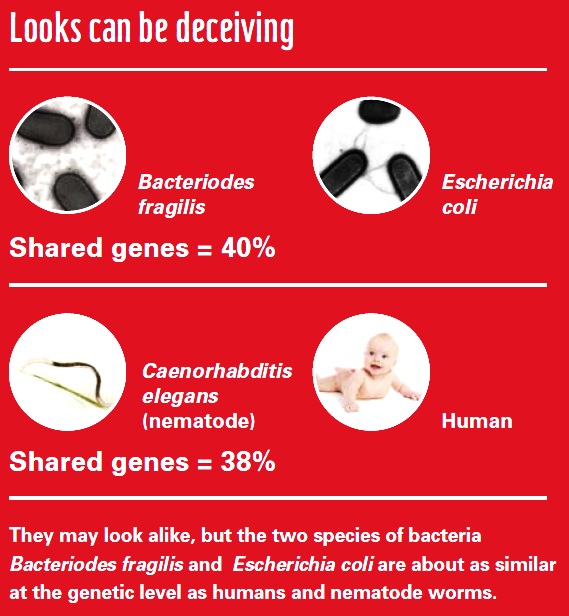 Looks can be deceiving
Bacteriodes
fragilis
Escherichia
coli
Shared genes = 40%
Caenorhabditis
elegans
(nematode)
Human
Shared genes = 38%
They may look alike, but the two species of bacteria
Bacteriodes fragilis and Escherichia coli are about as similar
at the genetic level as humans and nematode worms.